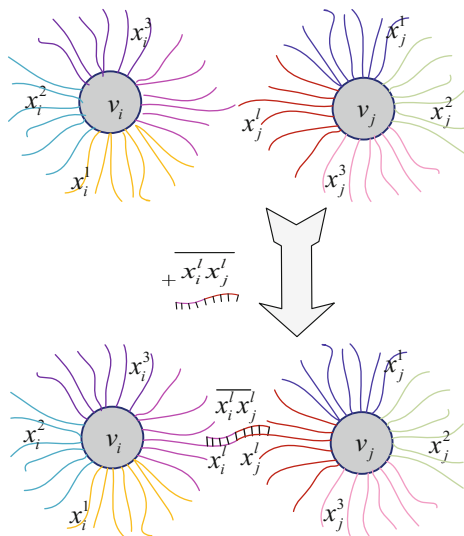 x_i^3
x_j^1
x_i^2
v_i
x_j^l
v_j
x_j^2
x_i^1
x_j^3
+ \overline{x_i^l x_j^l}
x_i^3
x_j^1
\overline{x_i^l x_j^l}
x_i^2
v_i
v_j
x_j^2
x_i^l
x_j^l
x_i^1
x_j^3